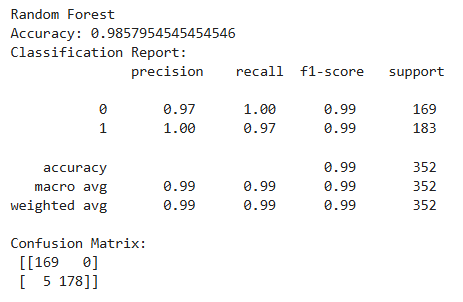 Random Forest
Accuracy: 0.9857954545454546
Classification Report:
precision recall f1-score support
0 0.97 1.00 0.99 169
1 1.00 0.97 0.99 183
accuracy 0.99 352
macro avg 0.99 0.99 0.99 352
weighted avg 0.99 0.99 0.99 352
Confusion Matrix:
[[169 0]
[ 5 178]]